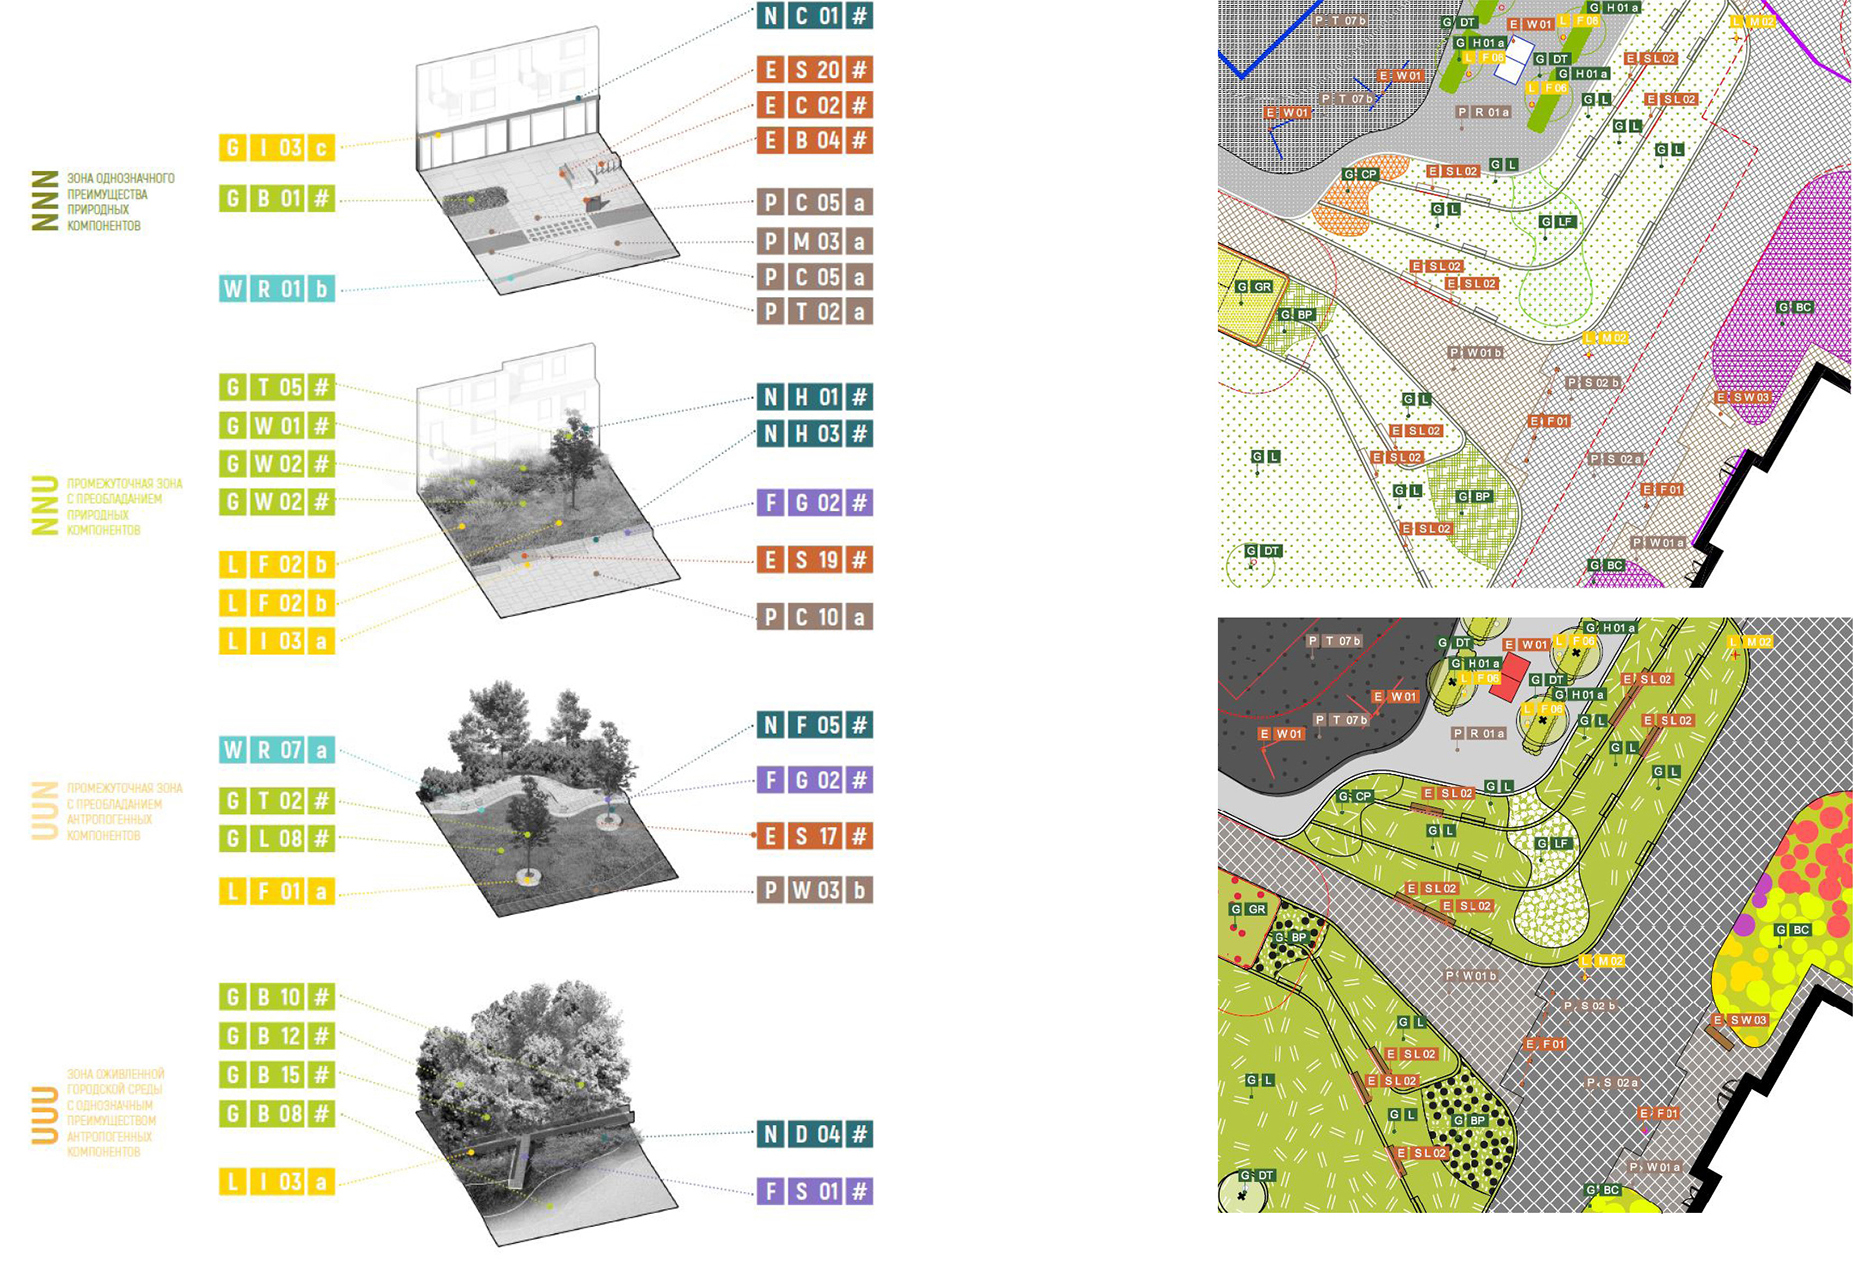 N C 01 #
E S 20 #
E C 02 #
E B 04 #
G I 03 c
G B 01 #
W R 01 b
P C 05 a
P M 03 a
P C 05 a
P T 02 a
NNN
ЗОНА ОДНОЗНАЧНОГО
ПРЕИМУЩЕСТВА
ПРИРОДНЫХ
КОМПОНЕНТОВ
G T 05 #
G W 01 #
G W 02 #
G W 02 #
L F 02 b
L F 02 b
L I 03 a
N H 01 #
N H 03 #
F G 02 #
E S 19 #
P C 10 a
NNU
ПРОМЕЖУТОЧНАЯ ЗОНА
С ПРЕОБЛАДАНИЕМ
ПРИРОДНЫХ
КОМПОНЕНТОВ
W R 07 a
G T 02 #
G L 08 #
L F 01 a
N F 05 #
F G 02 #
E S 17 #
P W 03 b
UUN
ПРОМЕЖУТОЧНАЯ ЗОНА
С ПРЕОБЛАДАНИЕМ
АНТРОПОГЕННЫХ
КОМПОНЕНТОВ
G B 10 #
G B 12 #
G B 15 #
G B 08 #
L I 03 a
N D 04 #
F S 01 #
UUU
ЗОНА ОЖИВЛЕННОЙ
ГОРОДСКОЙ СРЕДЫ
С ОДНОЗНАЧНЫМ
ПРЕИМУЩЕСТВОМ
АНТРОПОГЕННЫХ
КОМПОНЕНТОВ
G H 01 a
P T 07 b
G DT
E W 01
L F 06
L M 02
G H 01 a
L F 06
G DT
E SL 02
E W 01
G H 01 a
L F 06
P T 07 b
G L
E SL 02
E W 01
P R 01 a
G L
G L
G CP
E SL 02
G L
G L
G LF
E SL 02
E SL 02
G GR
G BP
G BC
L M 02
P W 01 b
P S 02 b
G L
E SW 03
E SL 02
E F 01
G L
E SL 02
P S 02 a
G L
G BP
E F 01
E SL 02
P W 01 a
G DT
G BC
G H 01 a
P T 07 b
G DT
E W 01
L F 06
L M 02
G H 01 a
L F 06
G DT
E SL 02
E W 01
G H 01 a
L F 06
P T 07 b
G L
E SL 02
E W 01
P R 01 a
G L
G L
G CP
E SL 02
G L
G L
G LF
E SL 02
E SL 02
G GR
G BP
G BC
L M 02
P W 01 b
P S 02 b
G L
E SW 03
E SL 02
E F 01
G L
E SL 02
P S 02 a
G L
G BP
E F 01
E SL 02
P W 01 a
G DT
G BC